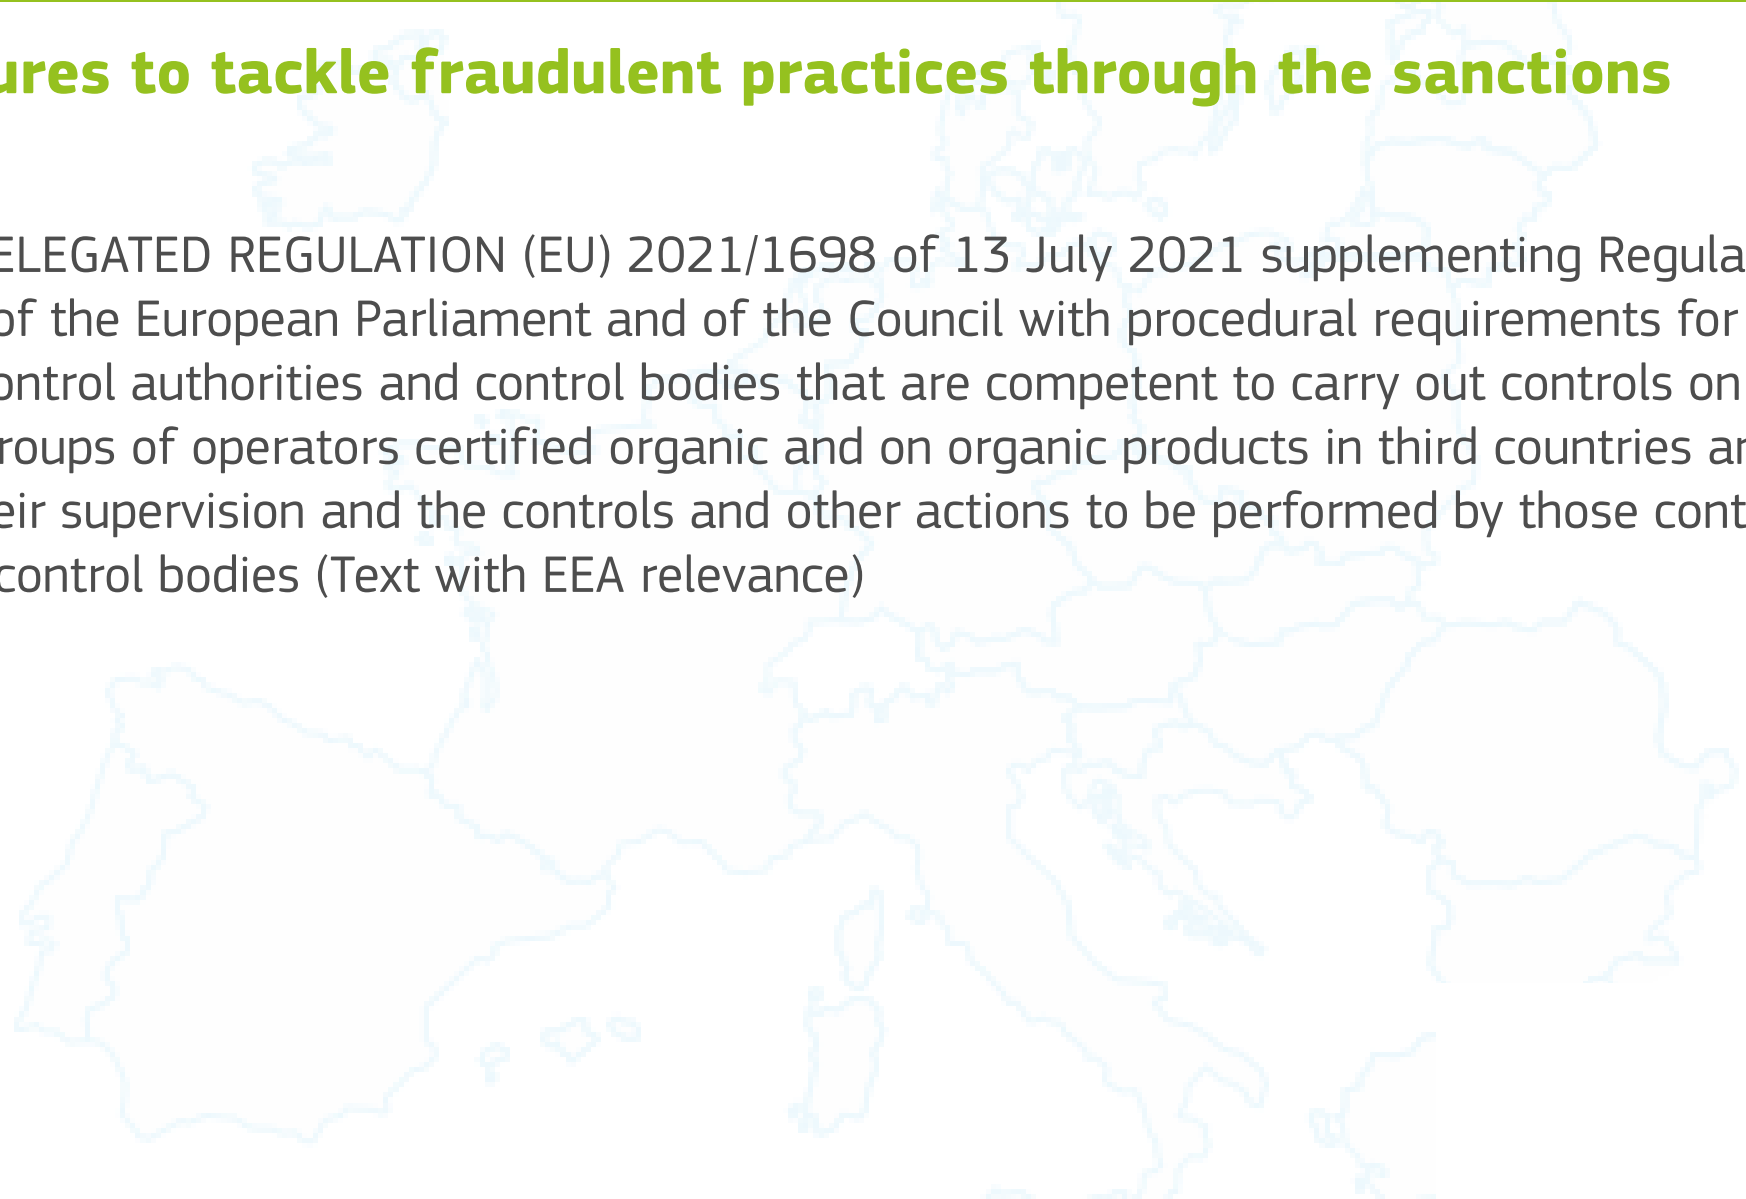 ures to tackle fraudulent practices through the sanctions
ELEGATED REGULATION (EU) 2021/1698 of 13 July 2021 supplementing Regula
of the European Parliament and of the Council with procedural requirements for
ontrol authorities and control bodies that are competent to carry out controls on
roups of operators certified organic and on organic products in third countries an
eir supervision and the controls and other actions to be performed by those cont
control bodies (Text with EEA relevance)